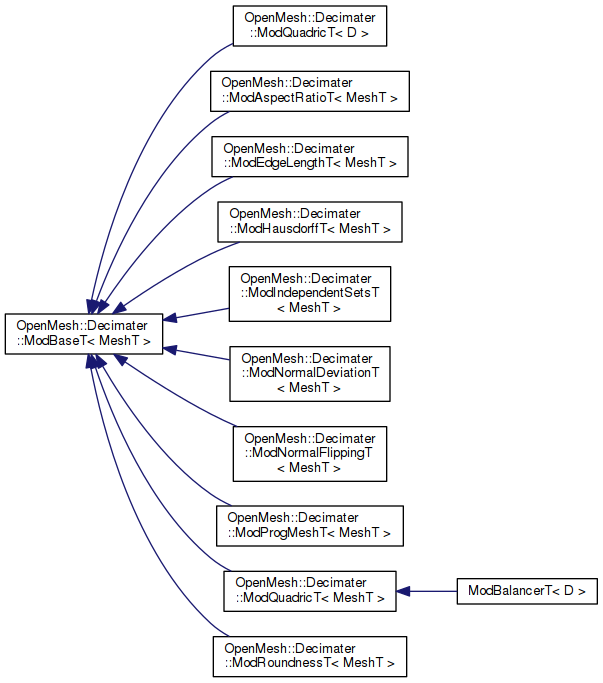 OpenMesh::Decimater
::ModQuadricT< D >
OpenMesh::Decimater
::ModAspectRatioT< MeshT >
OpenMesh::Decimater
::ModEdgeLengthT< MeshT >
OpenMesh::Decimater
::ModHausdorffT< MeshT >
OpenMesh::Decimater
::ModIndependentSetsT
< MeshT >
OpenMesh::Decimater
::ModBaseT< MeshT >
OpenMesh::Decimater
::ModNormalDeviationT
< MeshT >
OpenMesh::Decimater
::ModNormalFlippingT
< MeshT >
OpenMesh::Decimater
::ModProgMeshT< MeshT >
OpenMesh::Decimater
::ModQuadricT< MeshT >
ModBalancerT< D >
OpenMesh::Decimater
::ModRoundnessT< MeshT >